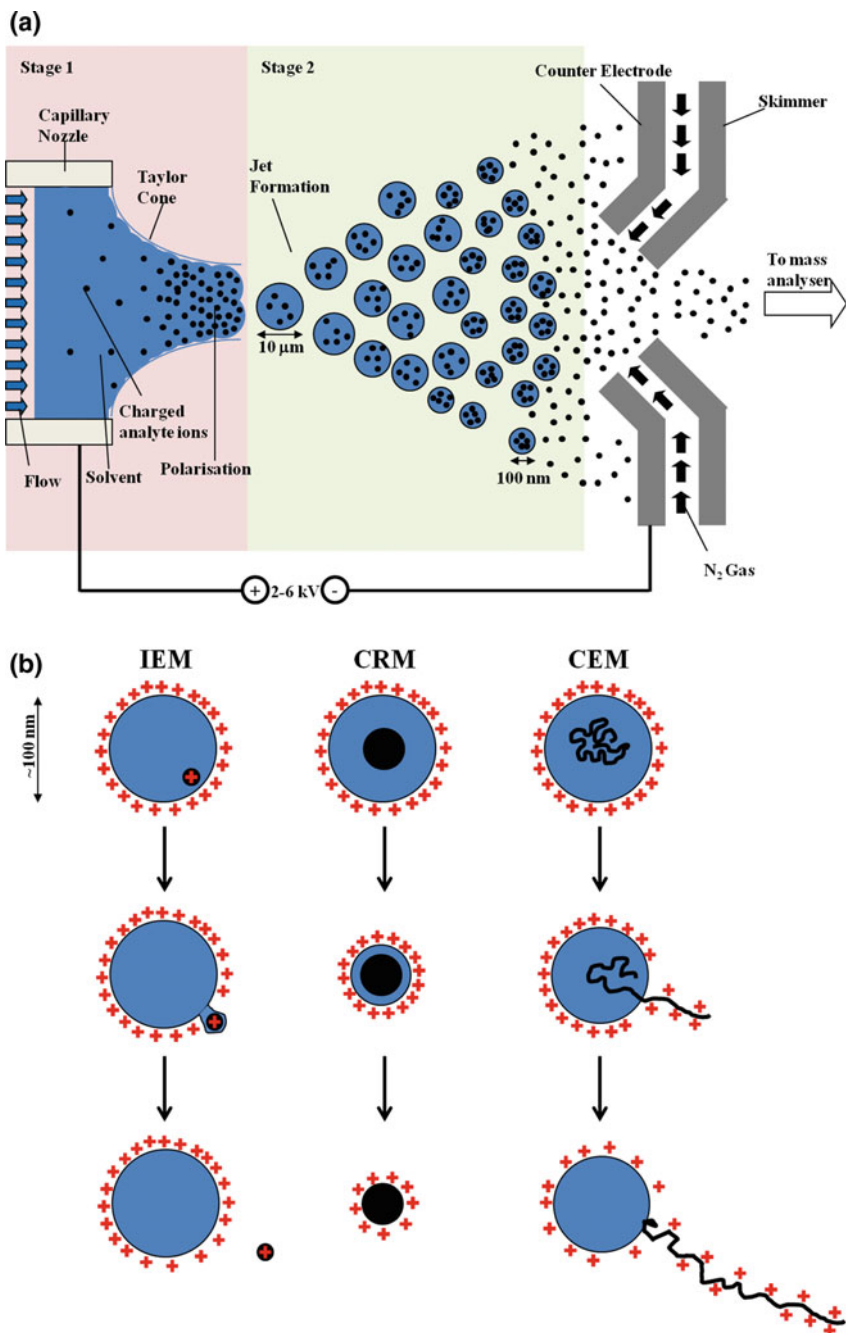 (a)
Stage 1
Stage 2
Counter Electrode
Skimmer
Capillary
Nozzle
Taylor
Cone
Jet
Formation
To mass
analyser
10 μm
Charged
analyte ions
Polarisation
Solvent
Flow
100 nm
N₂ Gas
+ 2-6 kV -
(b)
IEM
CRM
CEM
~100 nm